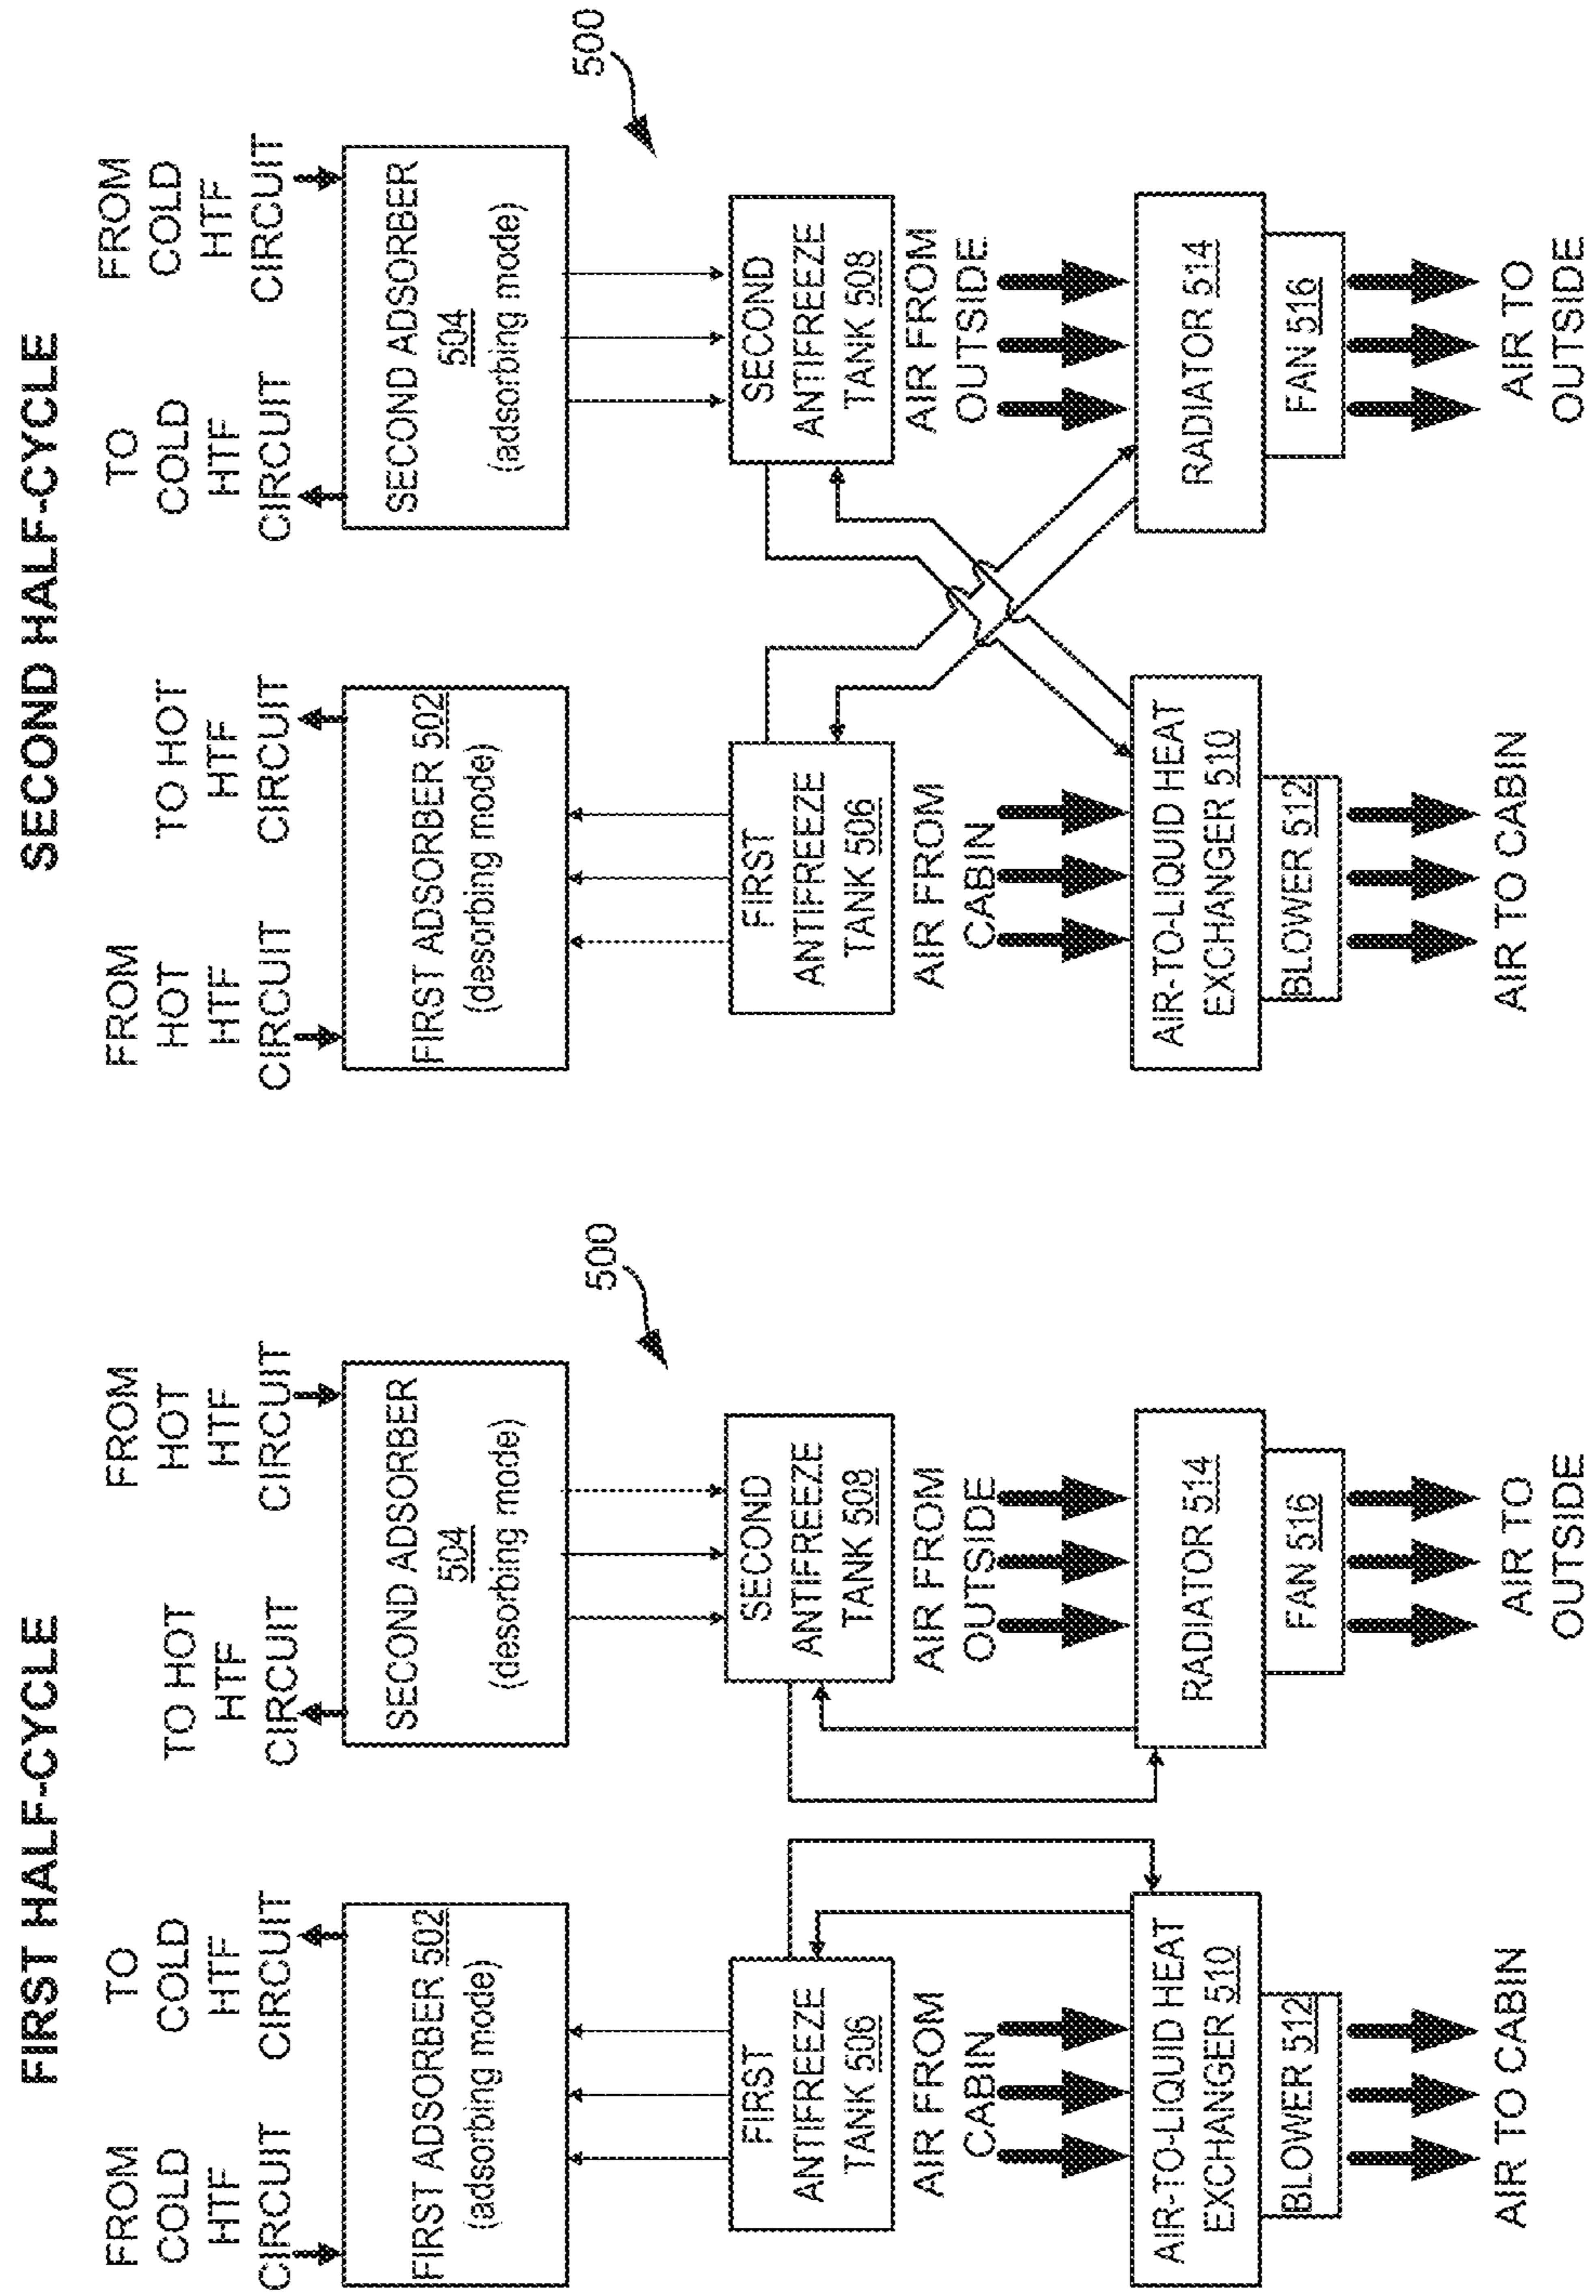 FIRST HALF-CYCLE
FROM
COLD
HTF
CIRCUIT
TO
COLD
HTF
CIRCUIT
TO HOT
HTF
CIRCUIT
FROM
HOT
HTF
CIRCUIT
FIRST ADSORBER 502
(adsorbing mode)
SECOND ADSORBER
504
(desorbing mode)
500
FIRST
ANTIFREEZE
TANK 506
SECOND
ANTIFREEZE
TANK 508
AIR FROM
CABIN
AIR FROM
OUTSIDE
AIR-TO-LIQUID HEAT
EXCHANGER 510
RADIATOR 514
BLOWER 512
FAN 516
AIR TO CABIN
AIR TO
OUTSIDE
SECOND HALF-CYCLE
FROM
HOT
HTF
CIRCUIT
TO HOT
HTF
CIRCUIT
TO
COLD
HTF
CIRCUIT
FROM
COLD
HTF
CIRCUIT
FIRST ADSORBER 502
(desorbing mode)
SECOND ADSORBER
504
(adsorbing mode)
500
FIRST
ANTIFREEZE
TANK 506
SECOND
ANTIFREEZE
TANK 508
AIR FROM
CABIN
AIR FROM
OUTSIDE
AIR-TO-LIQUID HEAT
EXCHANGER 510
RADIATOR 514
BLOWER 512
FAN 516
AIR TO CABIN
AIR TO
OUTSIDE